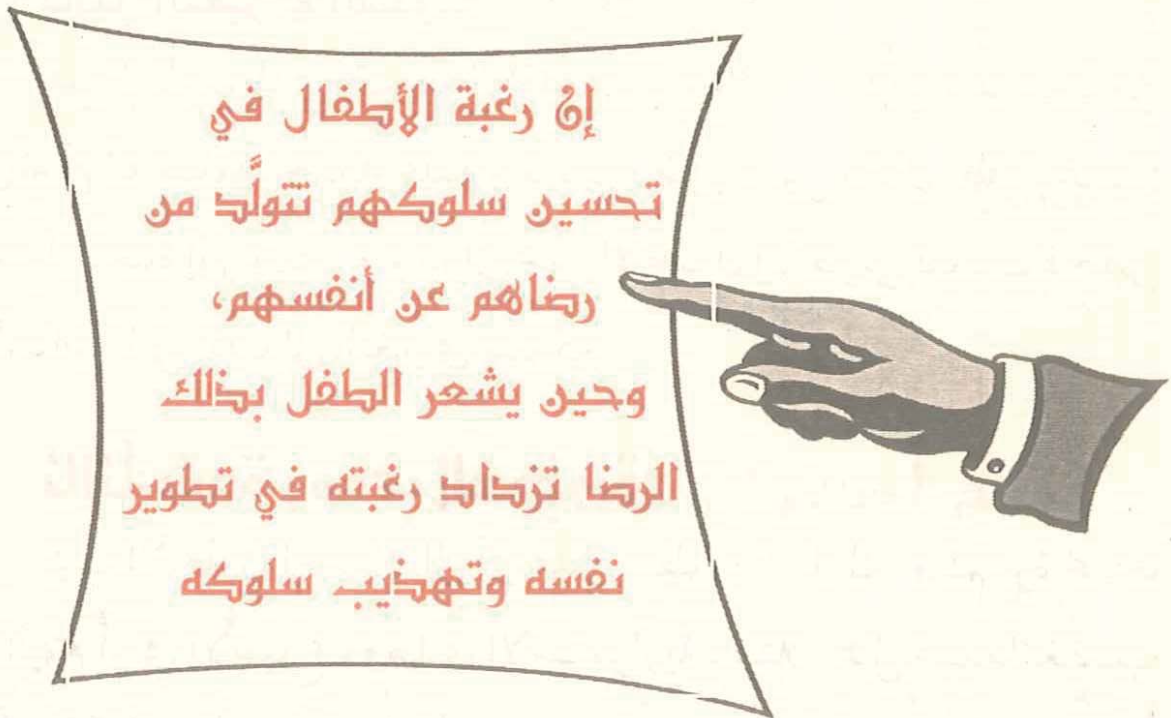 إن رغبة الأطفال في
تحسين سلوكهم تتولَّد من
رضاهم عن أنفسهم،
وحين يشعر الطفل بذلك
الرضا تزداد رغبته في تطوير
نفسه وتهذيب سلوكه